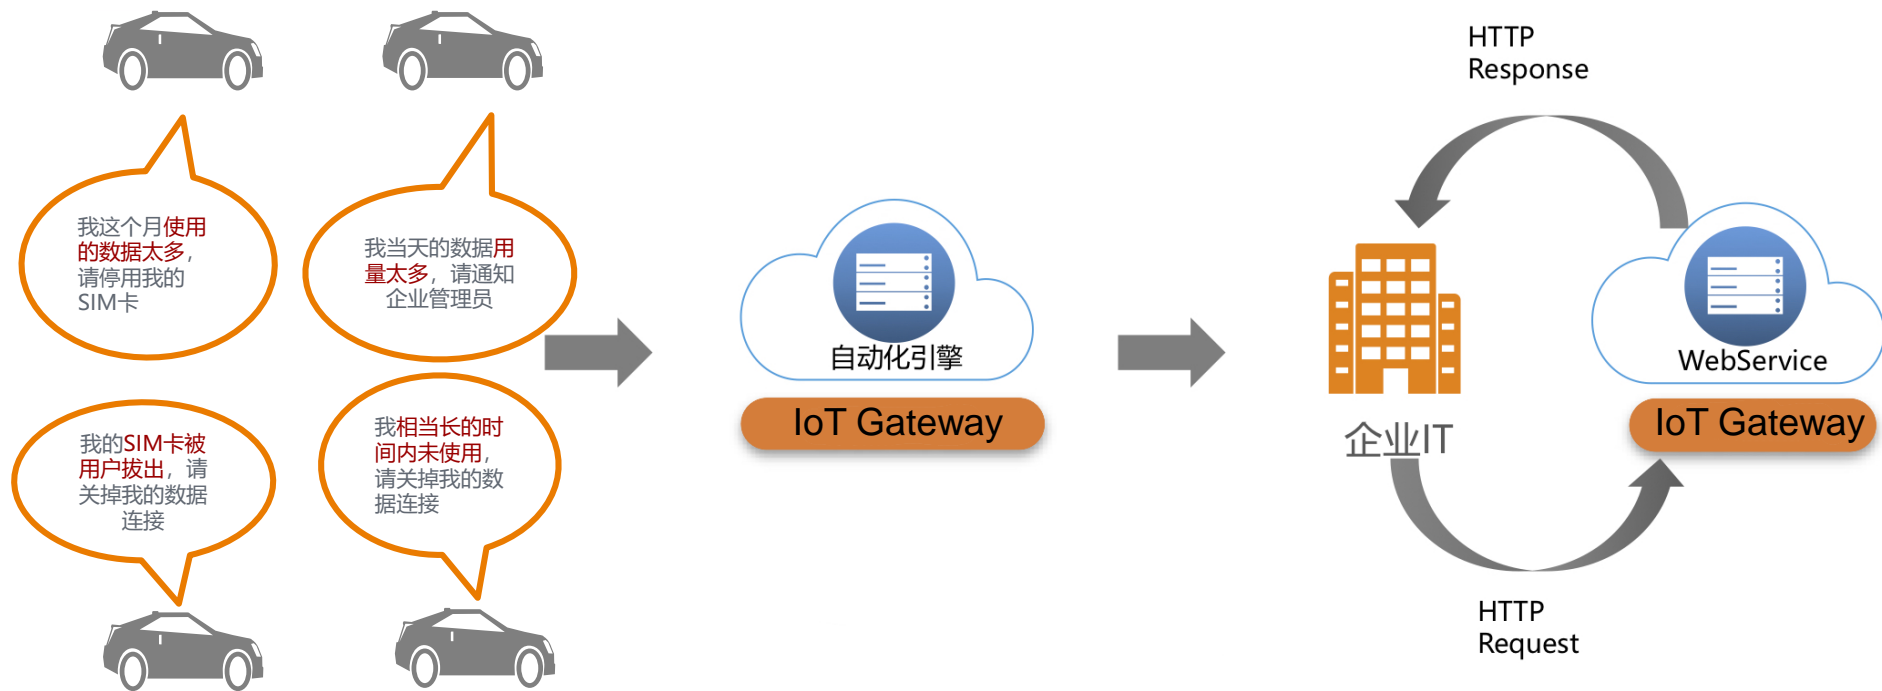 我这个月使用
的数据太多，
请停用我的
SIM卡
我当天的数据用
量太多，请通知
企业管理员
我的SIM卡被
用户拔出，请
关掉我的数据
连接
我相当长的时
间内未使用，
请关掉我的数
据连接
自动化引擎
IoT Gateway
HTTP
Response
企业IT
WebService
IoT Gateway
HTTP
Request